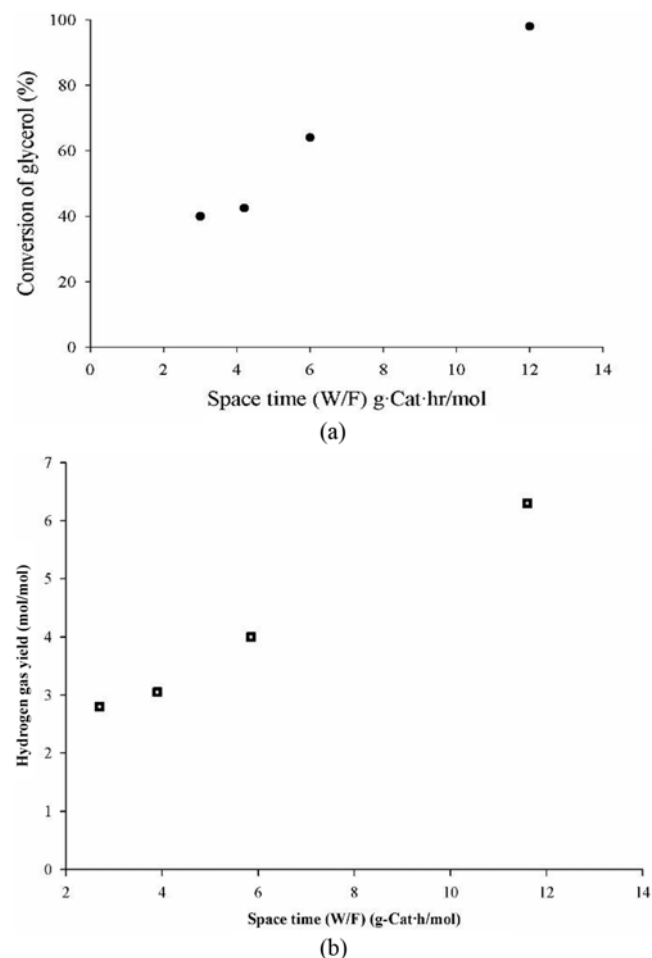 100
80
60
40
20
0
Conversion of glycerol (%)
0 2 4 6 8 10 12 14
Space time (W/F) g·Cat·hr/mol
(a)
7
6
5
4
3
2
1
0
Hydrogen gas yield (mol/mol)
2 4 6 8 10 12 14
Space time (W/F) (g-Cat·h/mol)
(b)